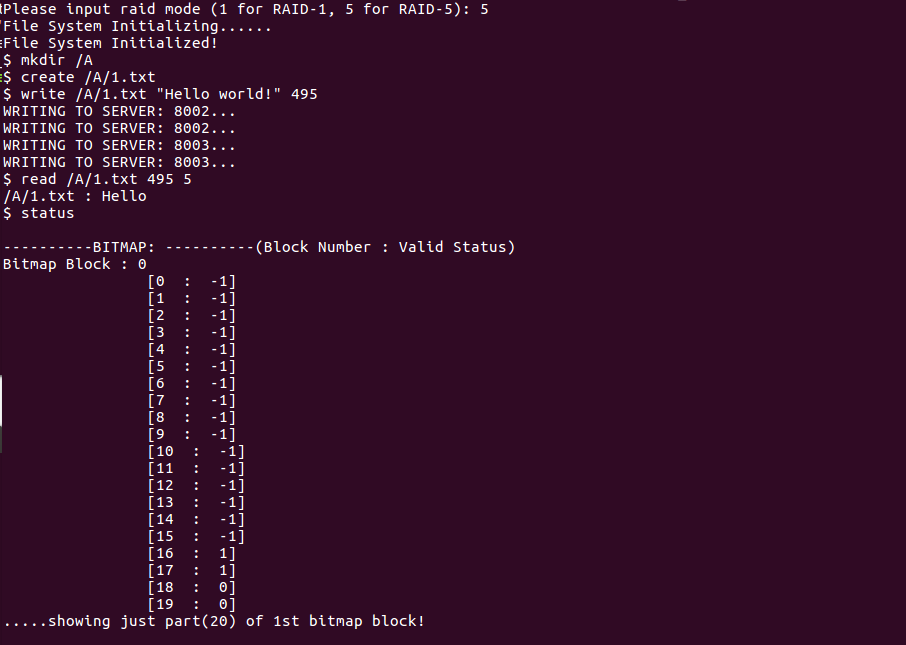 Please input raid mode (1 for RAID-1, 5 for RAID-5): 5
File System Initializing......
File System Initialized!
$ mkdir /A
$ create /A/1.txt
$ write /A/1.txt "Hello world!" 495
WRITING TO SERVER: 8002...
WRITING TO SERVER: 8002...
WRITING TO SERVER: 8003...
WRITING TO SERVER: 8003...
$ read /A/1.txt 495 5
/A/1.txt : Hello
$ status
----------BITMAP: ----------(Block Number : Valid Status)
Bitmap Block : 0
[0  :  -1]
[1  :  -1]
[2  :  -1]
[3  :  -1]
[4  :  -1]
[5  :  -1]
[6  :  -1]
[7  :  -1]
[8  :  -1]
[9  :  -1]
[10  :  -1]
[11  :  -1]
[12  :  -1]
[13  :  -1]
[14  :  -1]
[15  :  -1]
[16  :  1]
[17  :  1]
[18  :  0]
[19  :  0]
.....showing just part(20) of 1st bitmap block!